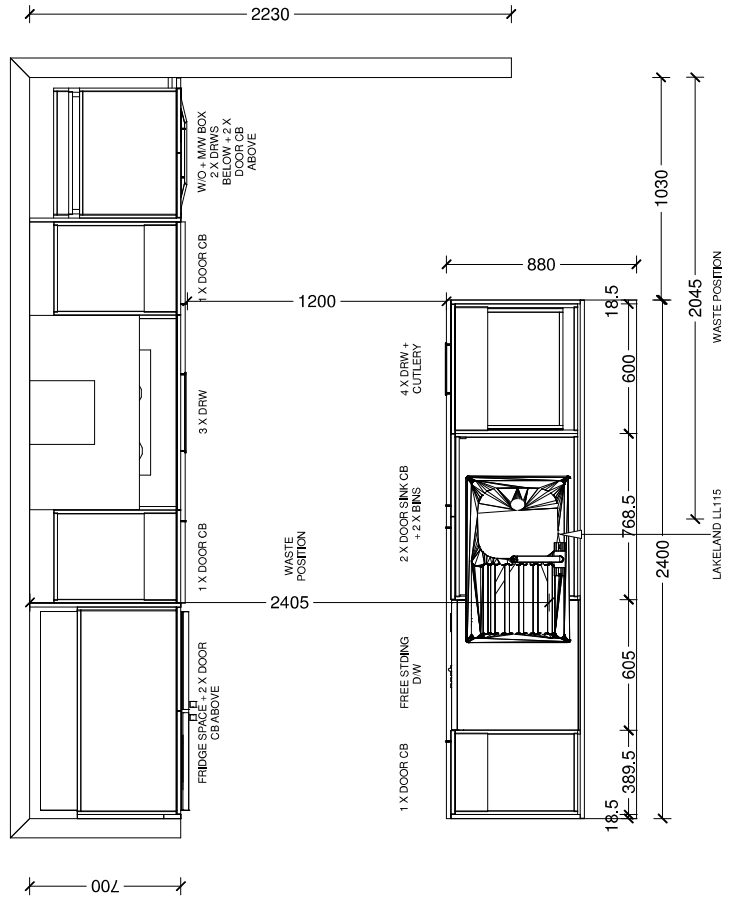 2230
W/O + M/W BOX
2 X DRWS
BELOW + 2 X
DOOR CB
ABOVE
1 X DOOR CB
3 X DRW
1 X DOOR CB
FRIDGE SPACE + 2 X DOOR
CB ABOVE
700
1200
WASTE
POSITION
2405
880
4 X DRW +
CUTLERY
2 X DOOR SINK CB
+ 2 X BINS
FREE STDING
D/W
1 X DOOR CB
18.5
600
768.5
605
389.5
18.5
1030
2400
2045
WASTE POSITION
LAKELAND LL115